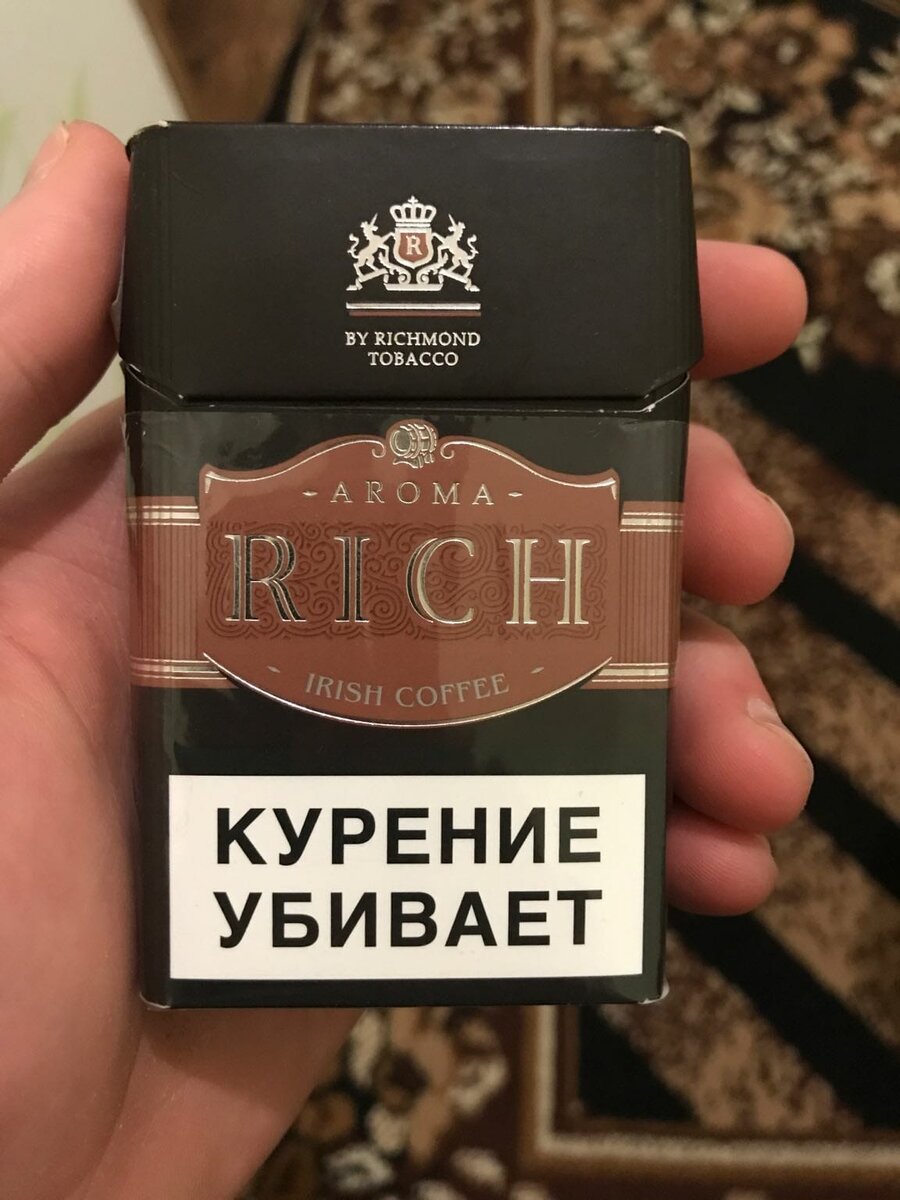 R
BY RICHMOND
TOBACCO
- AROMA -
RICH
- IRISH COFFEE -
КУРЕНИЕ
УБИВАЕТ